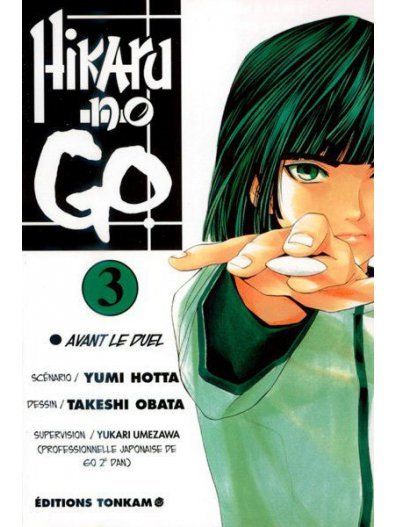 HiKARU
no
GO
3
● AVANT LE DUEL
SCÉNARIO / YUMI HOTTA
DESSIN / TAKESHI OBATA
SUPERVISION / YUKARI UMEZAWA
(PROFESSIONNELLE JAPONAISE DE
GO 2ᵉ DAN)
ÉDITIONS TONKAM